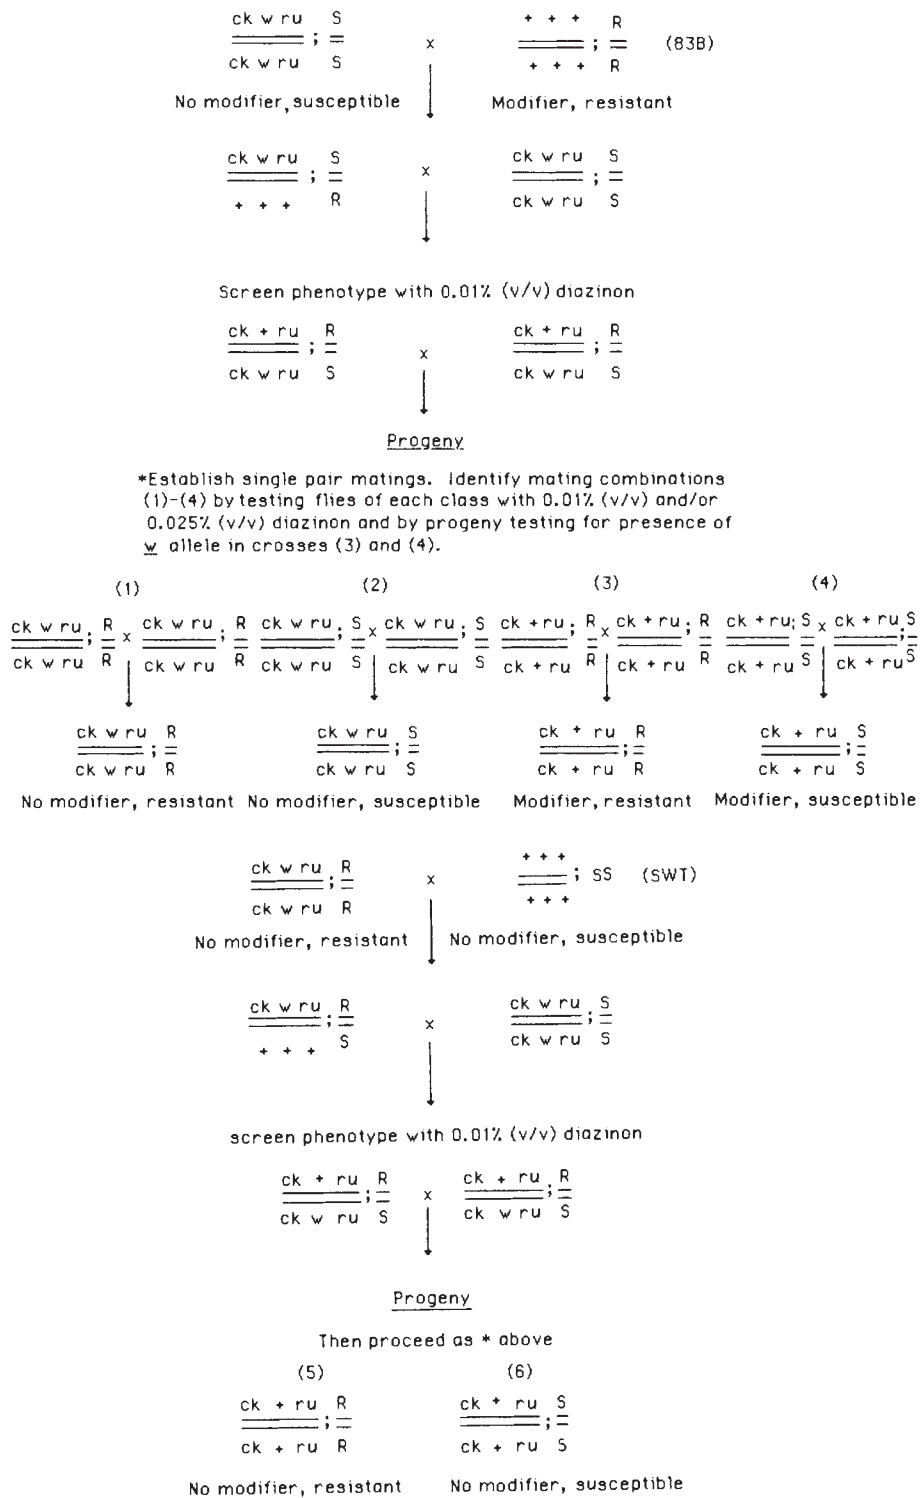 ck w ru S + + + R
; x ; (83B)
ck w ru S + + + R
No modifier, susceptible Modifier, resistant
ck w ru S ck w ru S
; x ;
+ + + R ck w ru S
Screen phenotype with 0.01% (v/v) diazinon
ck + ru R ck + ru R
; x ;
ck w ru S ck w ru S
Progeny
*Establish single pair matings. Identify mating combinations
(1)-(4) by testing flies of each class with 0.01% (v/v) and/or
0.025% (v/v) diazinon and by progeny testing for presence of
w allele in crosses (3) and (4).
(1) (2) (3) (4)
ck w ru R ck w ru R ck w ru S ck w ru S ck + ru R ck + ru R ck + ru S ck + ru S
; x ; ; x ; ; x ; ; x ;
ck w ru R ck w ru R ck w ru S ck w ru S ck + ru R ck + ru R ck + ru S ck + ru S
ck w ru R ck w ru S ck + ru R ck + ru S
; ; ; ;
ck w ru R ck w ru S ck + ru R ck + ru S
No modifier, resistant No modifier, susceptible Modifier, resistant Modifier, susceptible
ck w ru R + + +
; x ; SS (SWT)
ck w ru R + + +
No modifier, resistant No modifier, susceptible
ck w ru R ck w ru S
; x ;
+ + + S ck w ru S
screen phenotype with 0.01% (v/v) diazinon
ck + ru R ck + ru R
; x ;
ck w ru S ck w ru S
Progeny
Then proceed as * above
(5) (6)
ck + ru R ck + ru S
; ;
ck + ru R ck + ru S
No modifier, resistant No modifier, susceptible